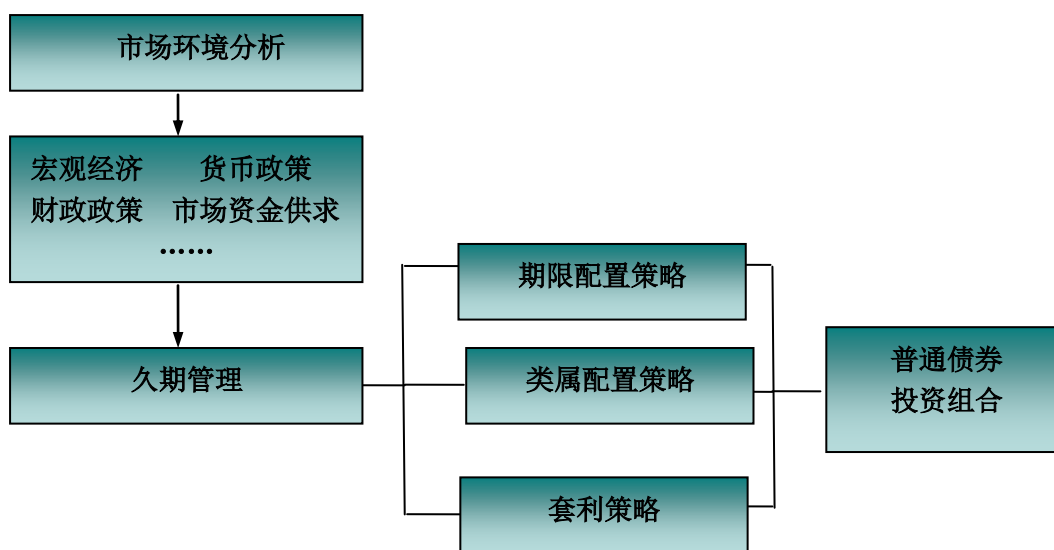 市场环境分析
宏观经济 货币政策
财政政策 市场资金供求
……
久期管理
期限配置策略
类属配置策略
套利策略
普通债券
投资组合